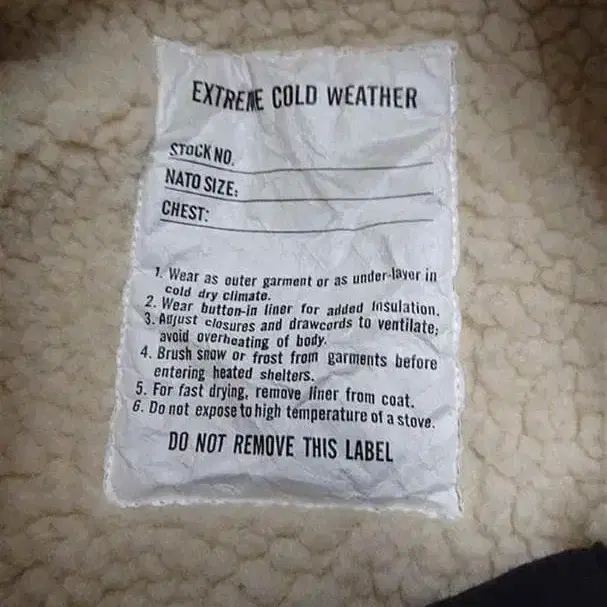 EXTREME COLD WEATHER
STOCK NO.
NATO SIZE:
CHEST:
1. Wear as outer garment or as under-layer in
cold dry climate.
2. Wear button-in liner for added insulation.
3. Adjust closures and drawcords to ventilate;
avoid overheating of body.
4. Brush snow or frost from garments before
entering heated shelters.
5. For fast drying, remove liner from coat.
6. Do not expose to high temperature of a stove.
DO NOT REMOVE THIS LABEL